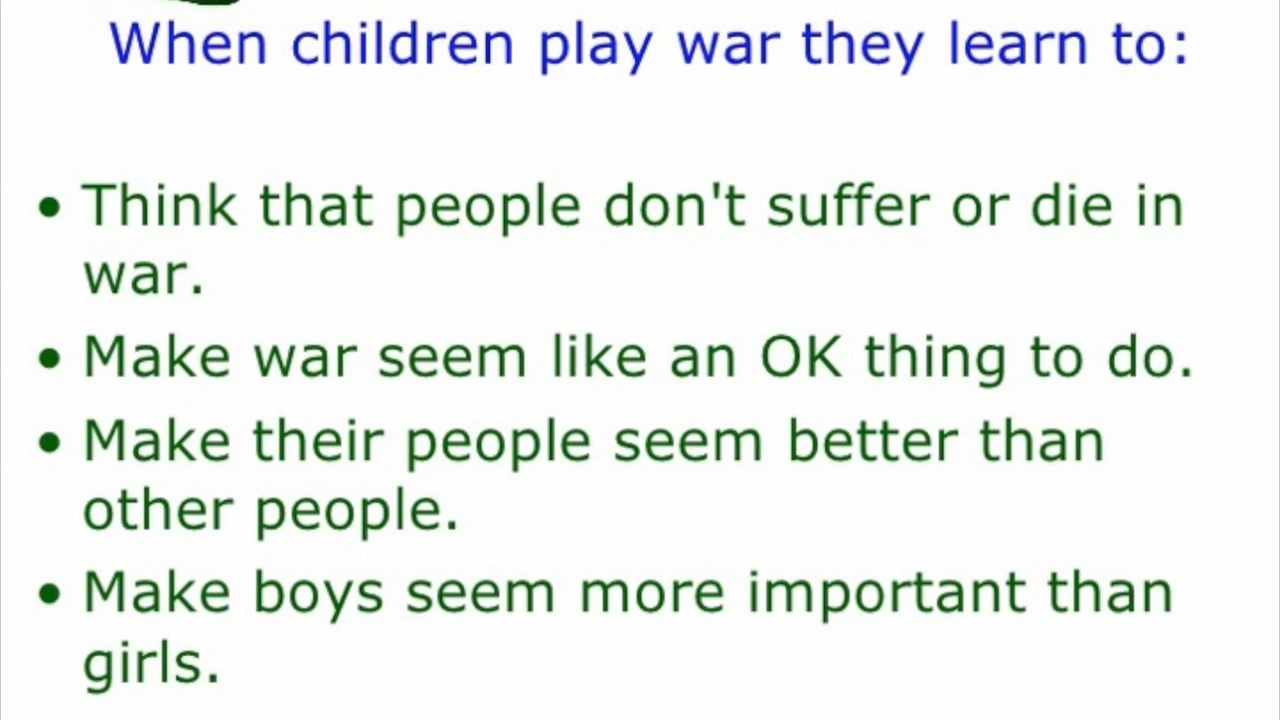 When children play war they learn to:
• Think that people don't suffer or die in
war.
• Make war seem like an OK thing to do.
• Make their people seem better than
other people.
• Make boys seem more important than
girls.